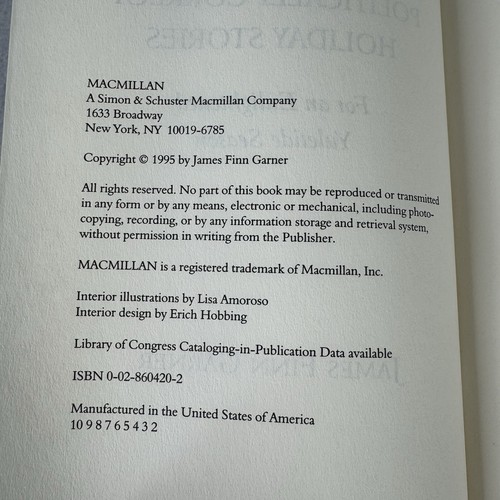 MACMILLAN
A Simon & Schuster Macmillan Company
1633 Broadway
New York, NY 10019-6785
Copyright © 1995 by James Finn Garner
All rights reserved. No part of this book may be reproduced or transmitted
in any form or by any means, electronic or mechanical, including photo-
copying, recording, or by any information storage and retrieval system,
without permission in writing from the Publisher.
MACMILLAN is a registered trademark of Macmillan, Inc.
Interior illustrations by Lisa Amoroso
Interior design by Erich Hobbing
Library of Congress Cataloging-in-Publication Data available
ISBN 0-02-860420-2
Manufactured in the United States of America
10 9 8 7 6 5 4 3 2